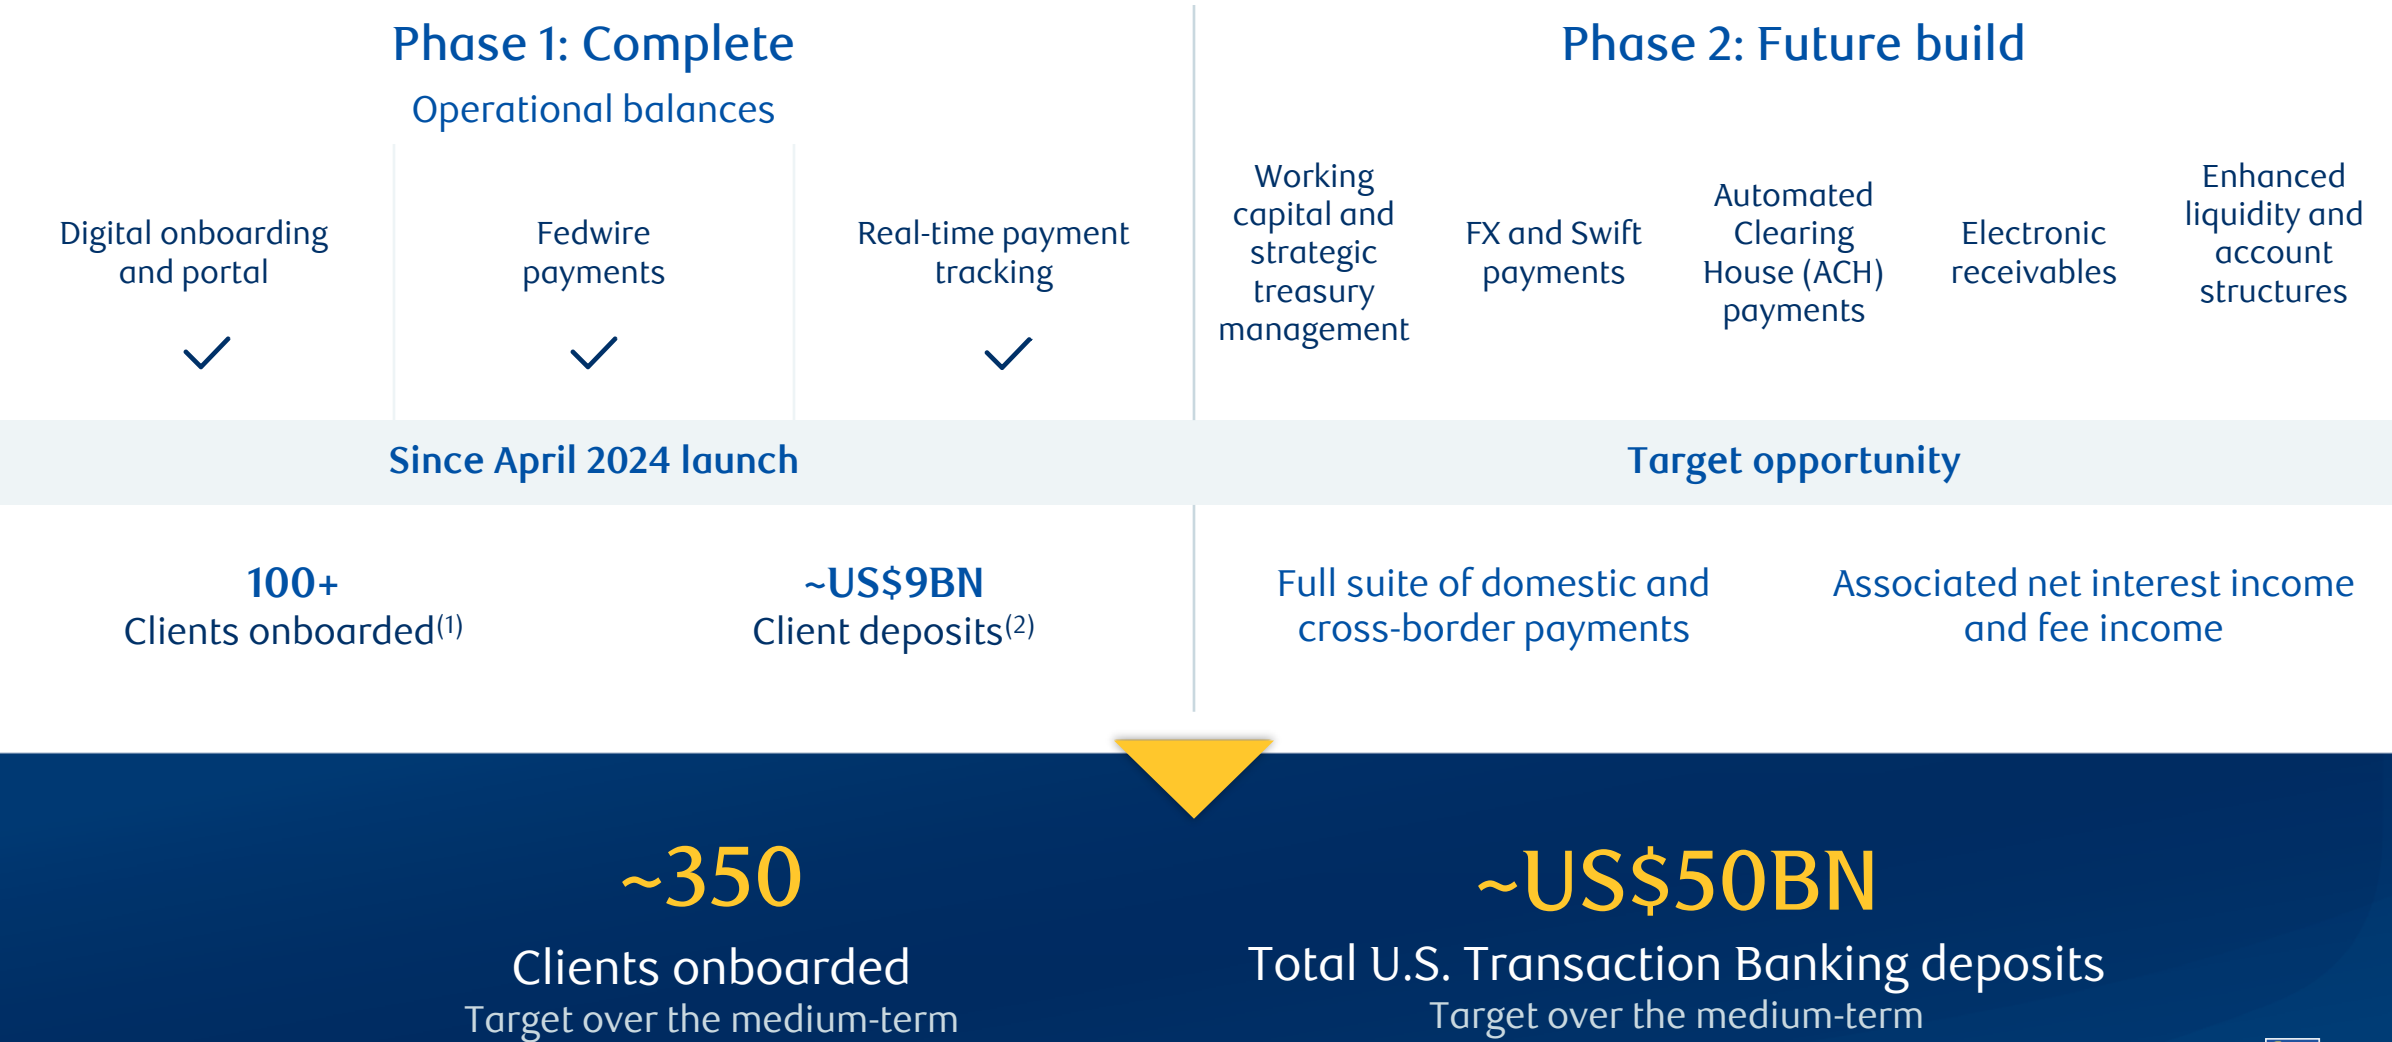 Phase 1: Complete
Operational balances
Digital onboarding
and portal
Fedwire
payments
Real-time payment
tracking
Phase 2: Future build
Working
capital and
strategic
treasury
management
FX and Swift
payments
Automated
Clearing
House (ACH)
payments
Electronic
receivables
Enhanced
liquidity and
account
structures
Since April 2024 launch
Target opportunity
100+
Clients onboarded(1)
~US$9BN
Client deposits(2)
Full suite of domestic and
cross-border payments
Associated net interest income
and fee income
~350
Clients onboarded
Target over the medium-term
~US$50BN
Total U.S. Transaction Banking deposits
Target over the medium-term